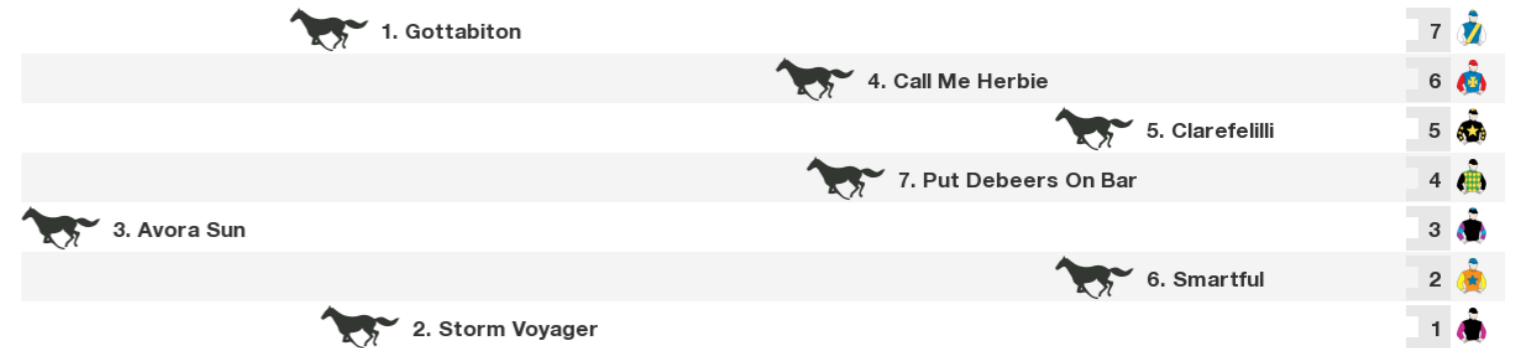 1. Gottabiton 7
4. Call Me Herbie 6
5. Clarefelilli 5
7. Put Debeers On Bar 4
3. Avora Sun 3
6. Smartful 2
2. Storm Voyager 1